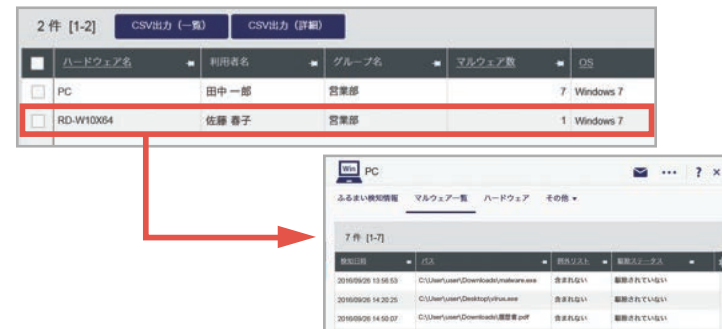 2 件 [1-2] CSV出力 (一覧) CSV出力 (詳細)
ハードウェア名 利用者名 グループ名 マルウェア数 OS
PC 田中 一郎 営業部 7 Windows 7
RD-W10X64 佐藤 春子 営業部 1 Windows 7
Win PC ? ×
ふるまい検知情報 マルウェア一覧 ハードウェア その他
7 件 [1-7]
検知日時 パス 例外リスト 駆除ステータス
2016/09/26 13:56:53 C:\User\user\Downloads\malware.exe 含まれない 駆除されていない
2016/09/26 14:20:25 C:\User\user\Desktop\virus.exe 含まれない 駆除されていない
2016/09/26 14:50:07 C:\User\user\Downloads\履歴書.pdf 含まれない 駆除されていない